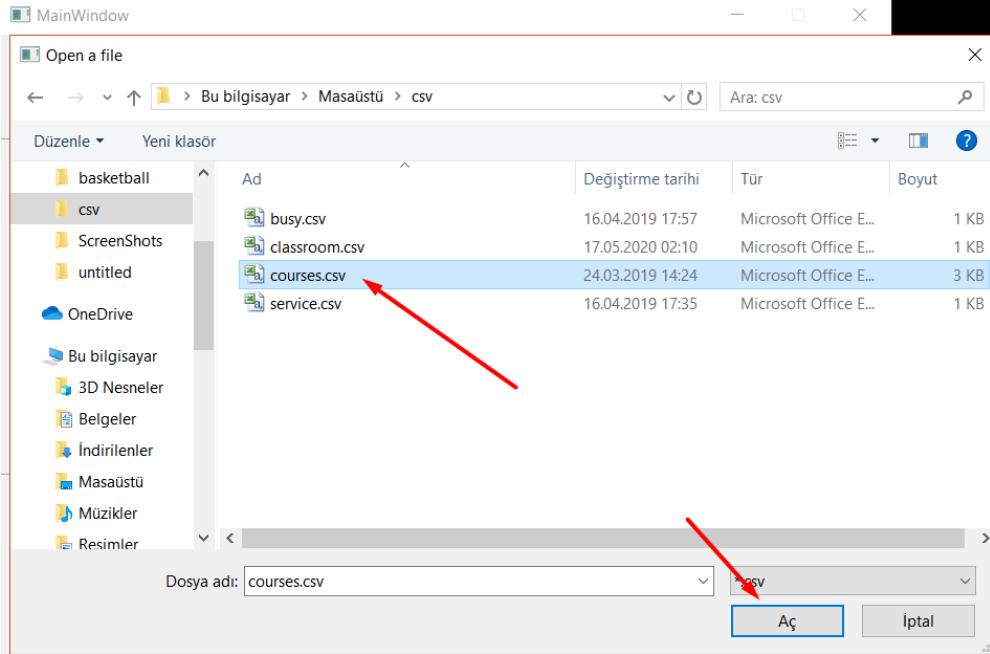 MainWindow
Open a file
Bu bilgisayar > Masaüstü > csv
Ara: csv
Düzenle
Yeni klasör
?
basketball
csv
ScreenShots
untitled
OneDrive
Bu bilgisayar
3D Nesneler
Belgeler
İndirilenler
Masaüstü
Müzikler
Resimler
Ad Değiştirme tarihi Tür Boyut
busy.csv 16.04.2019 17:57 Microsoft Office E... 1 KB
classroom.csv 17.05.2020 02:10 Microsoft Office E... 1 KB
courses.csv 24.03.2019 14:24 Microsoft Office E... 3 KB
service.csv 16.04.2019 17:35 Microsoft Office E... 1 KB
Dosya adı: courses.csv
*.csv
Aç
İptal